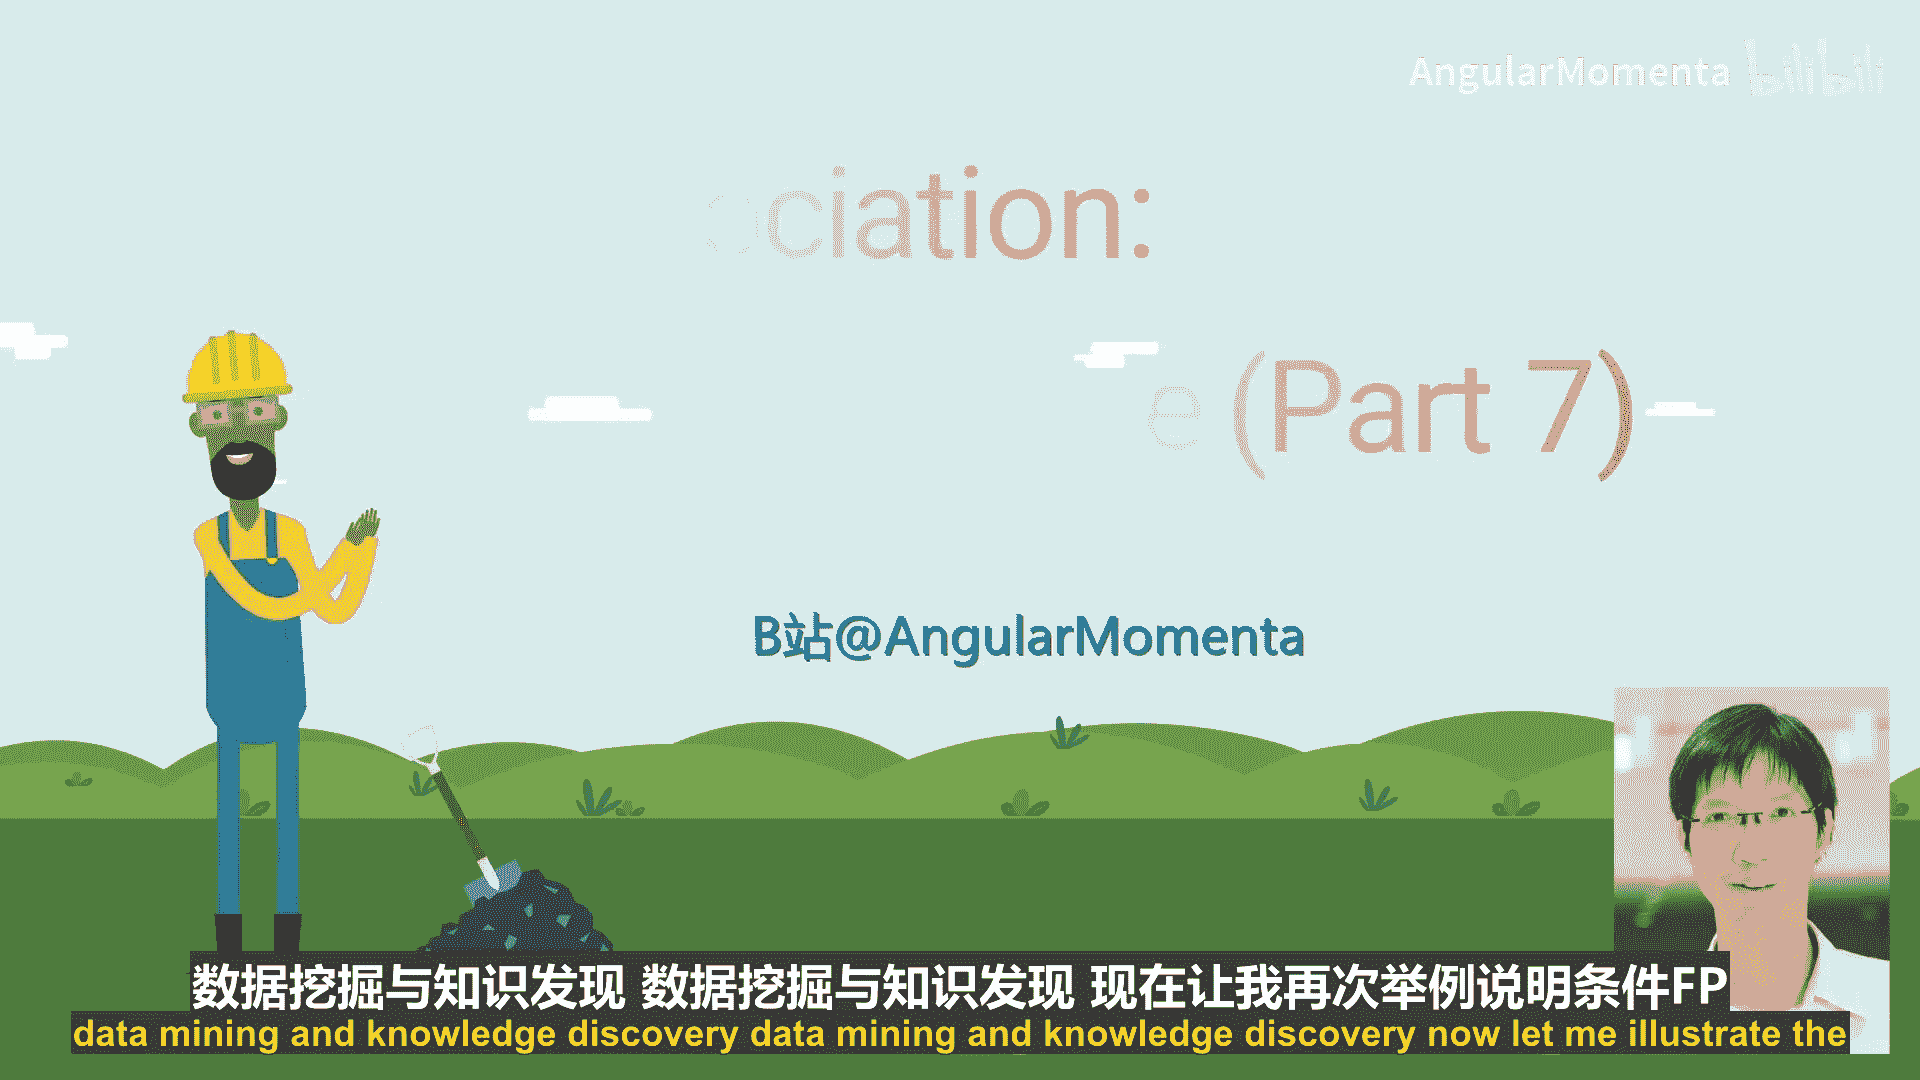 AngularMomenta bilibili
ociation:
e (Part 7)
B站@AngularMomenta
数据挖掘与知识发现 数据挖掘与知识发现 现在让我再次举例说明条件FP
data mining and knowledge discovery data mining and knowledge discovery now let me illustrate the